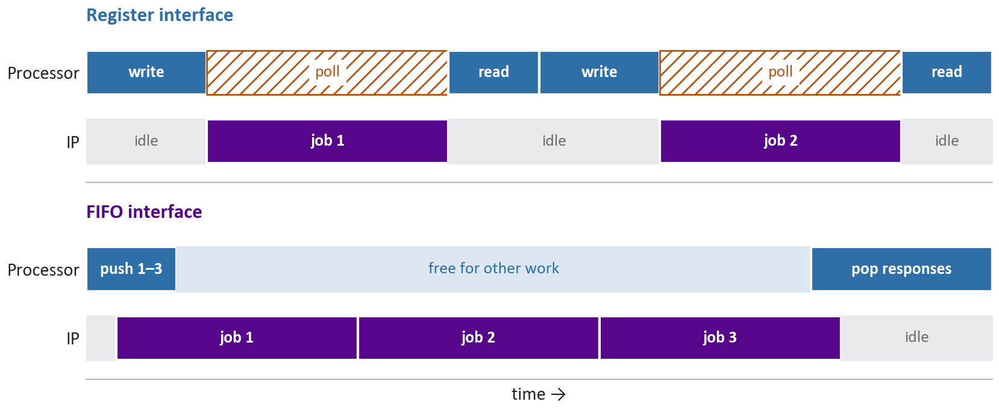 Register interface
Processor write poll read write poll read
IP idle job 1 idle job 2 idle
FIFO interface
Processor push 1–3 free for other work pop responses
IP job 1 job 2 job 3 idle
time →